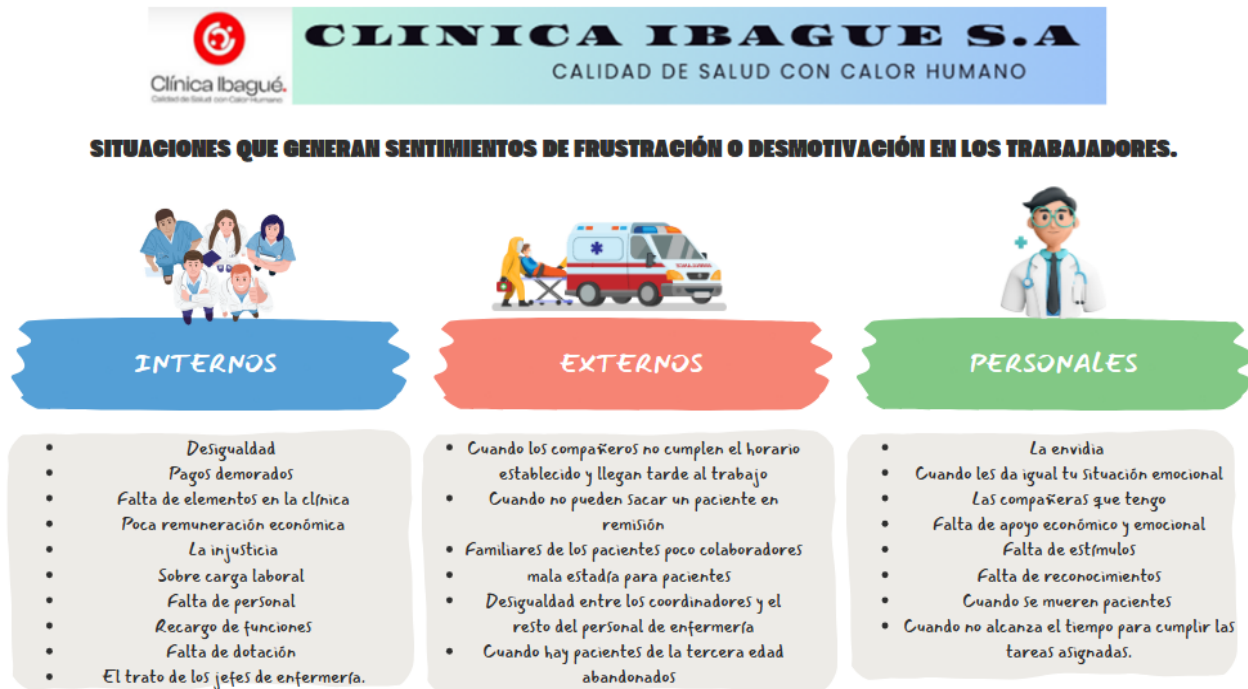 CLINICA IBAGUE S.A
CALIDAD DE SALUD CON CALOR HUMANO
Clínica Ibagué.
Calidad de Salud con Calor Humano
SITUACIONES QUE GENERAN SENTIMIENTOS DE FRUSTRACIÓN O DESMOTIVACIÓN EN LOS TRABAJADORES.
INTERNOS
• Desigualdad
• Pagos demorados
• Falta de elementos en la clínica
• Poca remuneración económica
• La injusticia
• Sobre carga laboral
• Falta de personal
• Recargo de funciones
• Falta de dotación
• El trato de los jefes de enfermería.
EXTERNOS
• Cuando los compañeros no cumplen el horario
establecido y llegan tarde al trabajo
• Cuando no pueden sacar un paciente en
remisión
• Familiares de los pacientes poco colaboradores
• mala estadía para pacientes
• Desigualdad entre los coordinadores y el
resto del personal de enfermería
• Cuando hay pacientes de la tercera edad
abandonados
PERSONALES
• La envidia
• Cuando les da igual tu situación emocional
• Las compañeras que tengo
• Falta de apoyo económico y emocional
• Falta de estímulos
• Falta de reconocimientos
• Cuando se mueren pacientes
• Cuando no alcanza el tiempo para cumplir las
tareas asignadas.